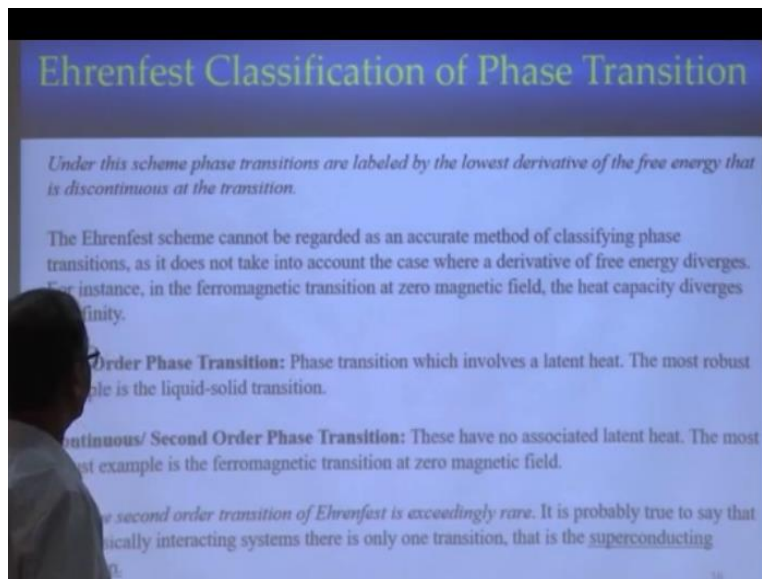 Ehrenfest Classification of Phase Transition
Under this scheme phase transitions are labeled by the lowest derivative of the free energy that
is discontinuous at the transition.
The Ehrenfest scheme cannot be regarded as an accurate method of classifying phase
transitions, as it does not take into account the case where a derivative of free energy diverges.
instance, in the ferromagnetic transition at zero magnetic field, the heat capacity diverges
finity.
Order Phase Transition: Phase transition which involves a latent heat. The most robust
ple is the liquid-solid transition.
ntinuous/ Second Order Phase Transition: These have no associated latent heat. The most
st example is the ferromagnetic transition at zero magnetic field.
e second order transition of Ehrenfest is exceedingly rare. It is probably true to say that
sically interacting systems there is only one transition, that is the superconducting